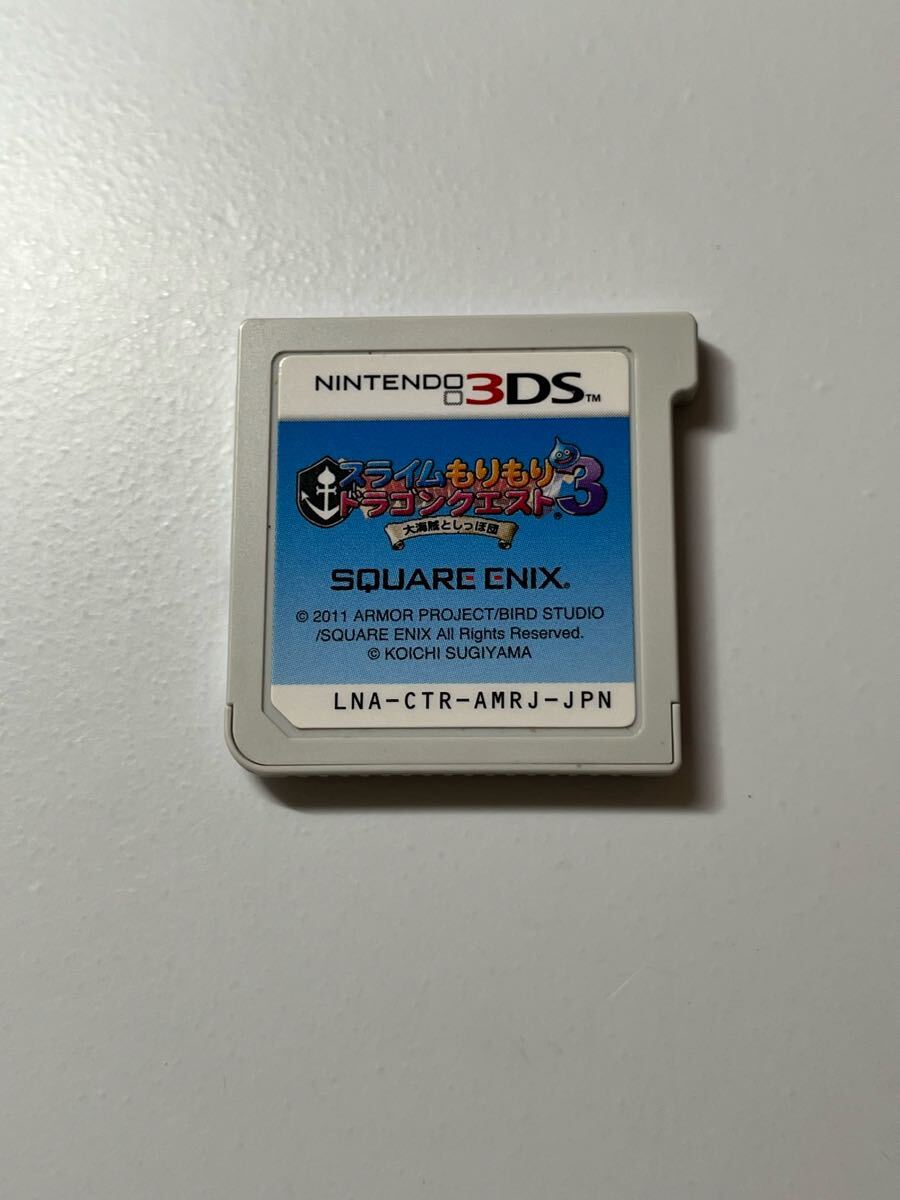 NINTENDO 3DS™
スライムもりもり
ドラゴンクエスト®3
大海賊としっぽ団
SQUARE ENIX®
© 2011 ARMOR PROJECT/BIRD STUDIO
/SQUARE ENIX All Rights Reserved.
© KOICHI SUGIYAMA
LNA-CTR-AMRJ-JPN